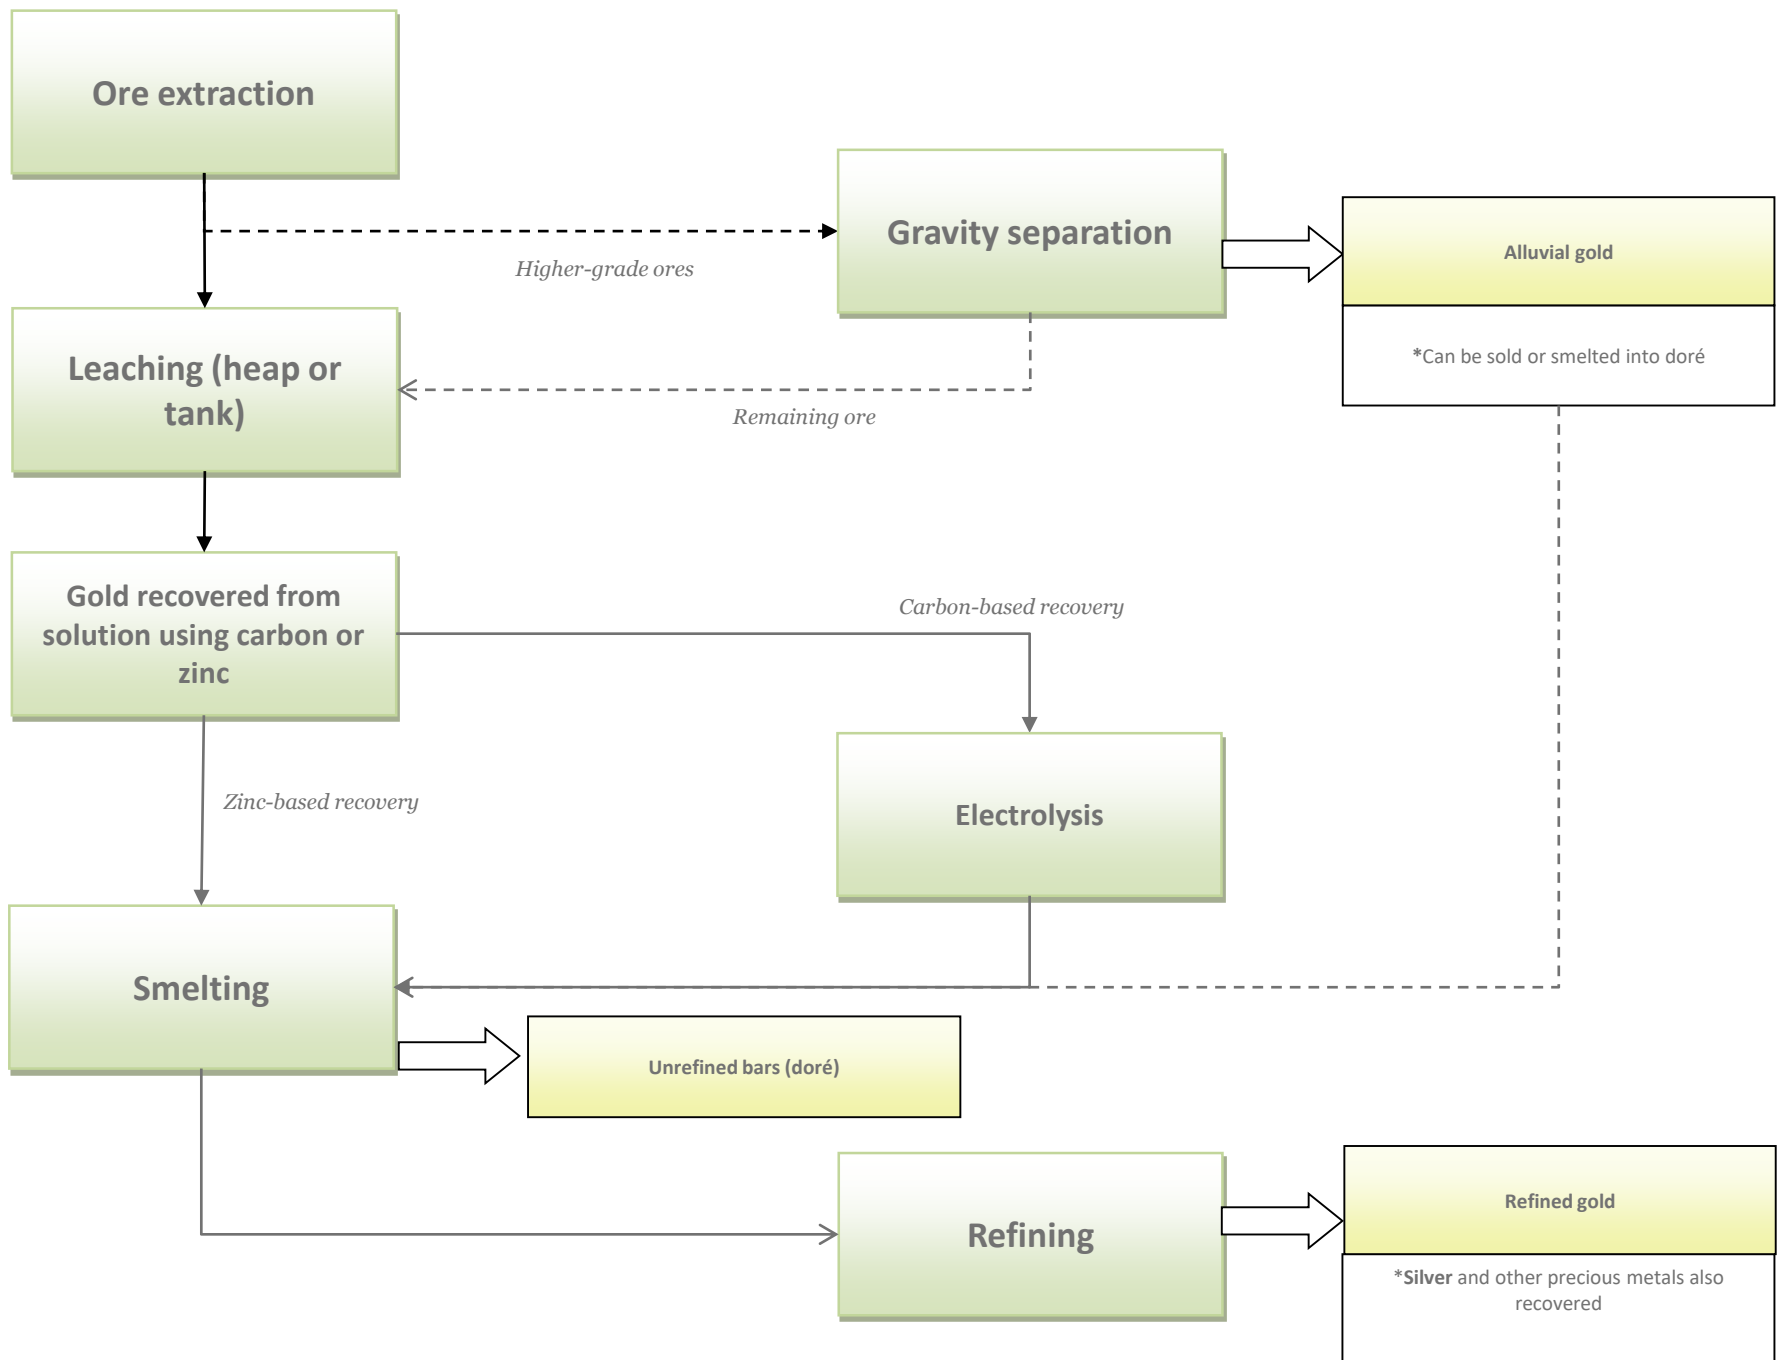 Ore extraction
Gravity separation
Alluvial gold
Higher-grade ores
Leaching (heap or
tank)
*Can be sold or smelted into doré
Remaining ore
Gold recovered from
solution using carbon or
zinc
Carbon-based recovery
Zinc-based recovery
Electrolysis
Smelting
Unrefined bars (doré)
Refining
Refined gold
*Silver and other precious metals also
recovered